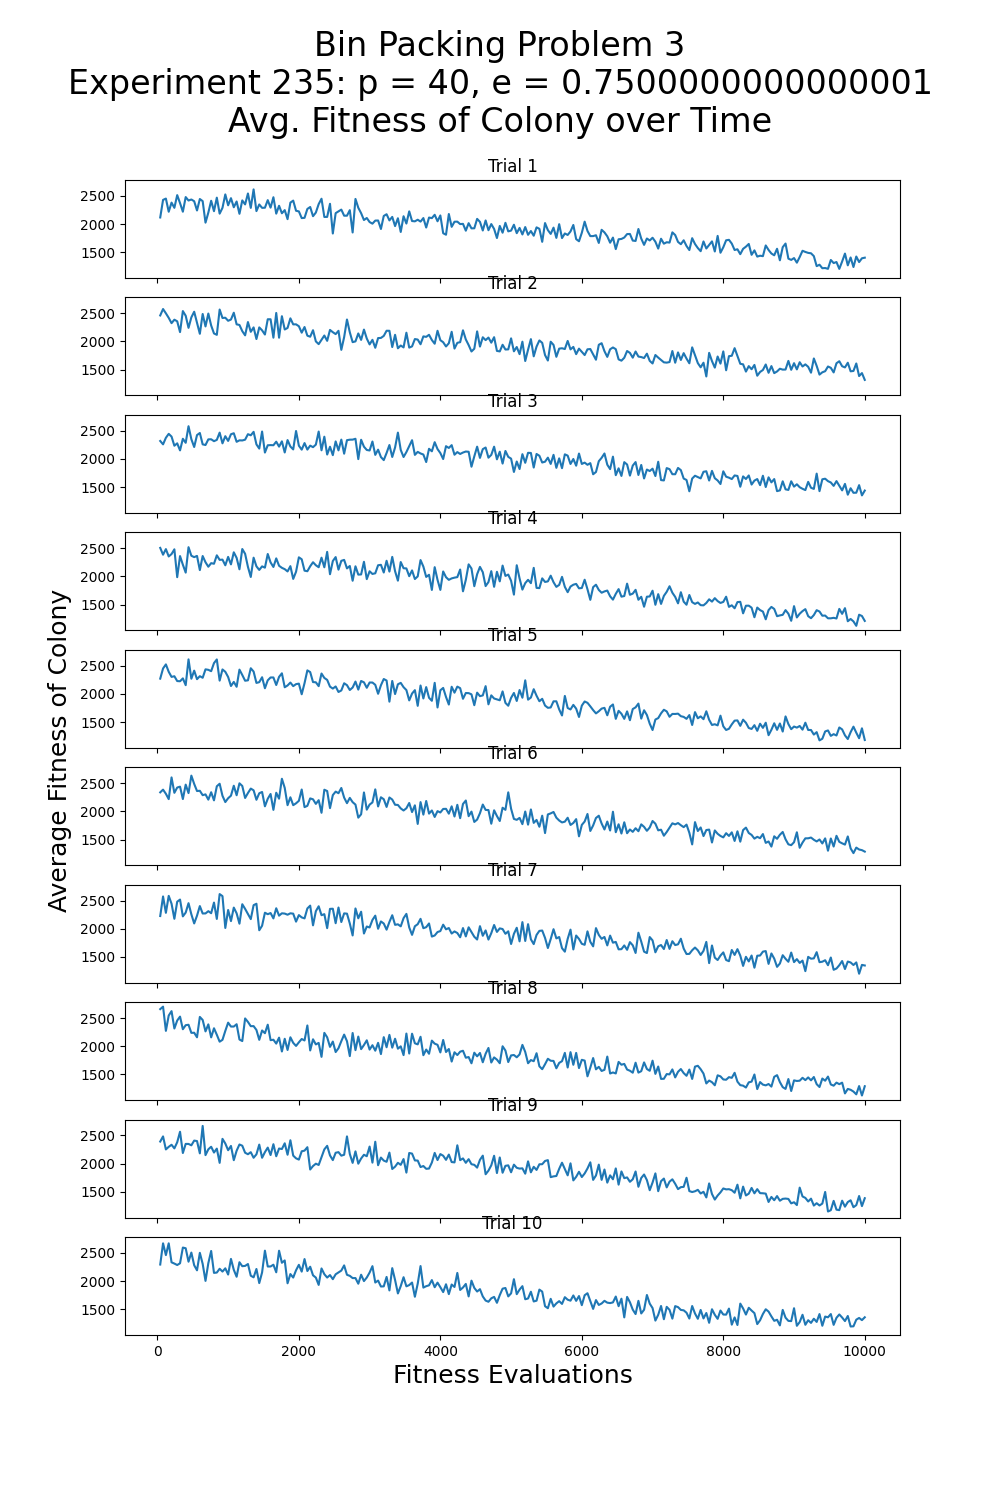 Bin Packing Problem 3
Experiment 235: p = 40, e = 0.7500000000000001
Avg. Fitness of Colony over Time
Trial 1
2500
2000
1500
Trial 2
2500
2000
1500
Trial 3
2500
2000
1500
Trial 4
2500
2000
1500
Trial 5
2500
2000
1500
Trial 6
2500
2000
1500
Trial 7
2500
2000
1500
Trial 8
2500
2000
1500
Trial 9
2500
2000
1500
Trial 10
2500
2000
1500
0 2000 4000 6000 8000 10000
Fitness Evaluations
Average Fitness of Colony